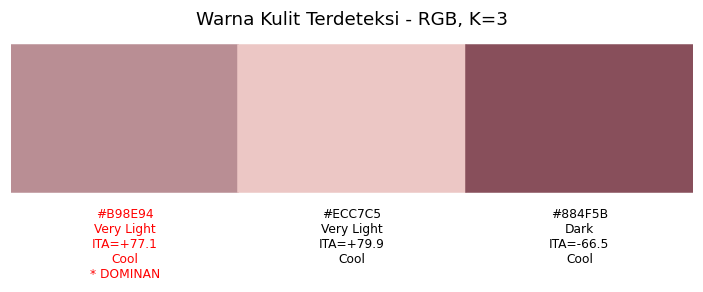 Warna Kulit Terdeteksi - RGB, K=3
#B98E94
Very Light
ITA=+77.1
Cool
* DOMINAN
#ECC7C5
Very Light
ITA=+79.9
Cool
#884F5B
Dark
ITA=-66.5
Cool